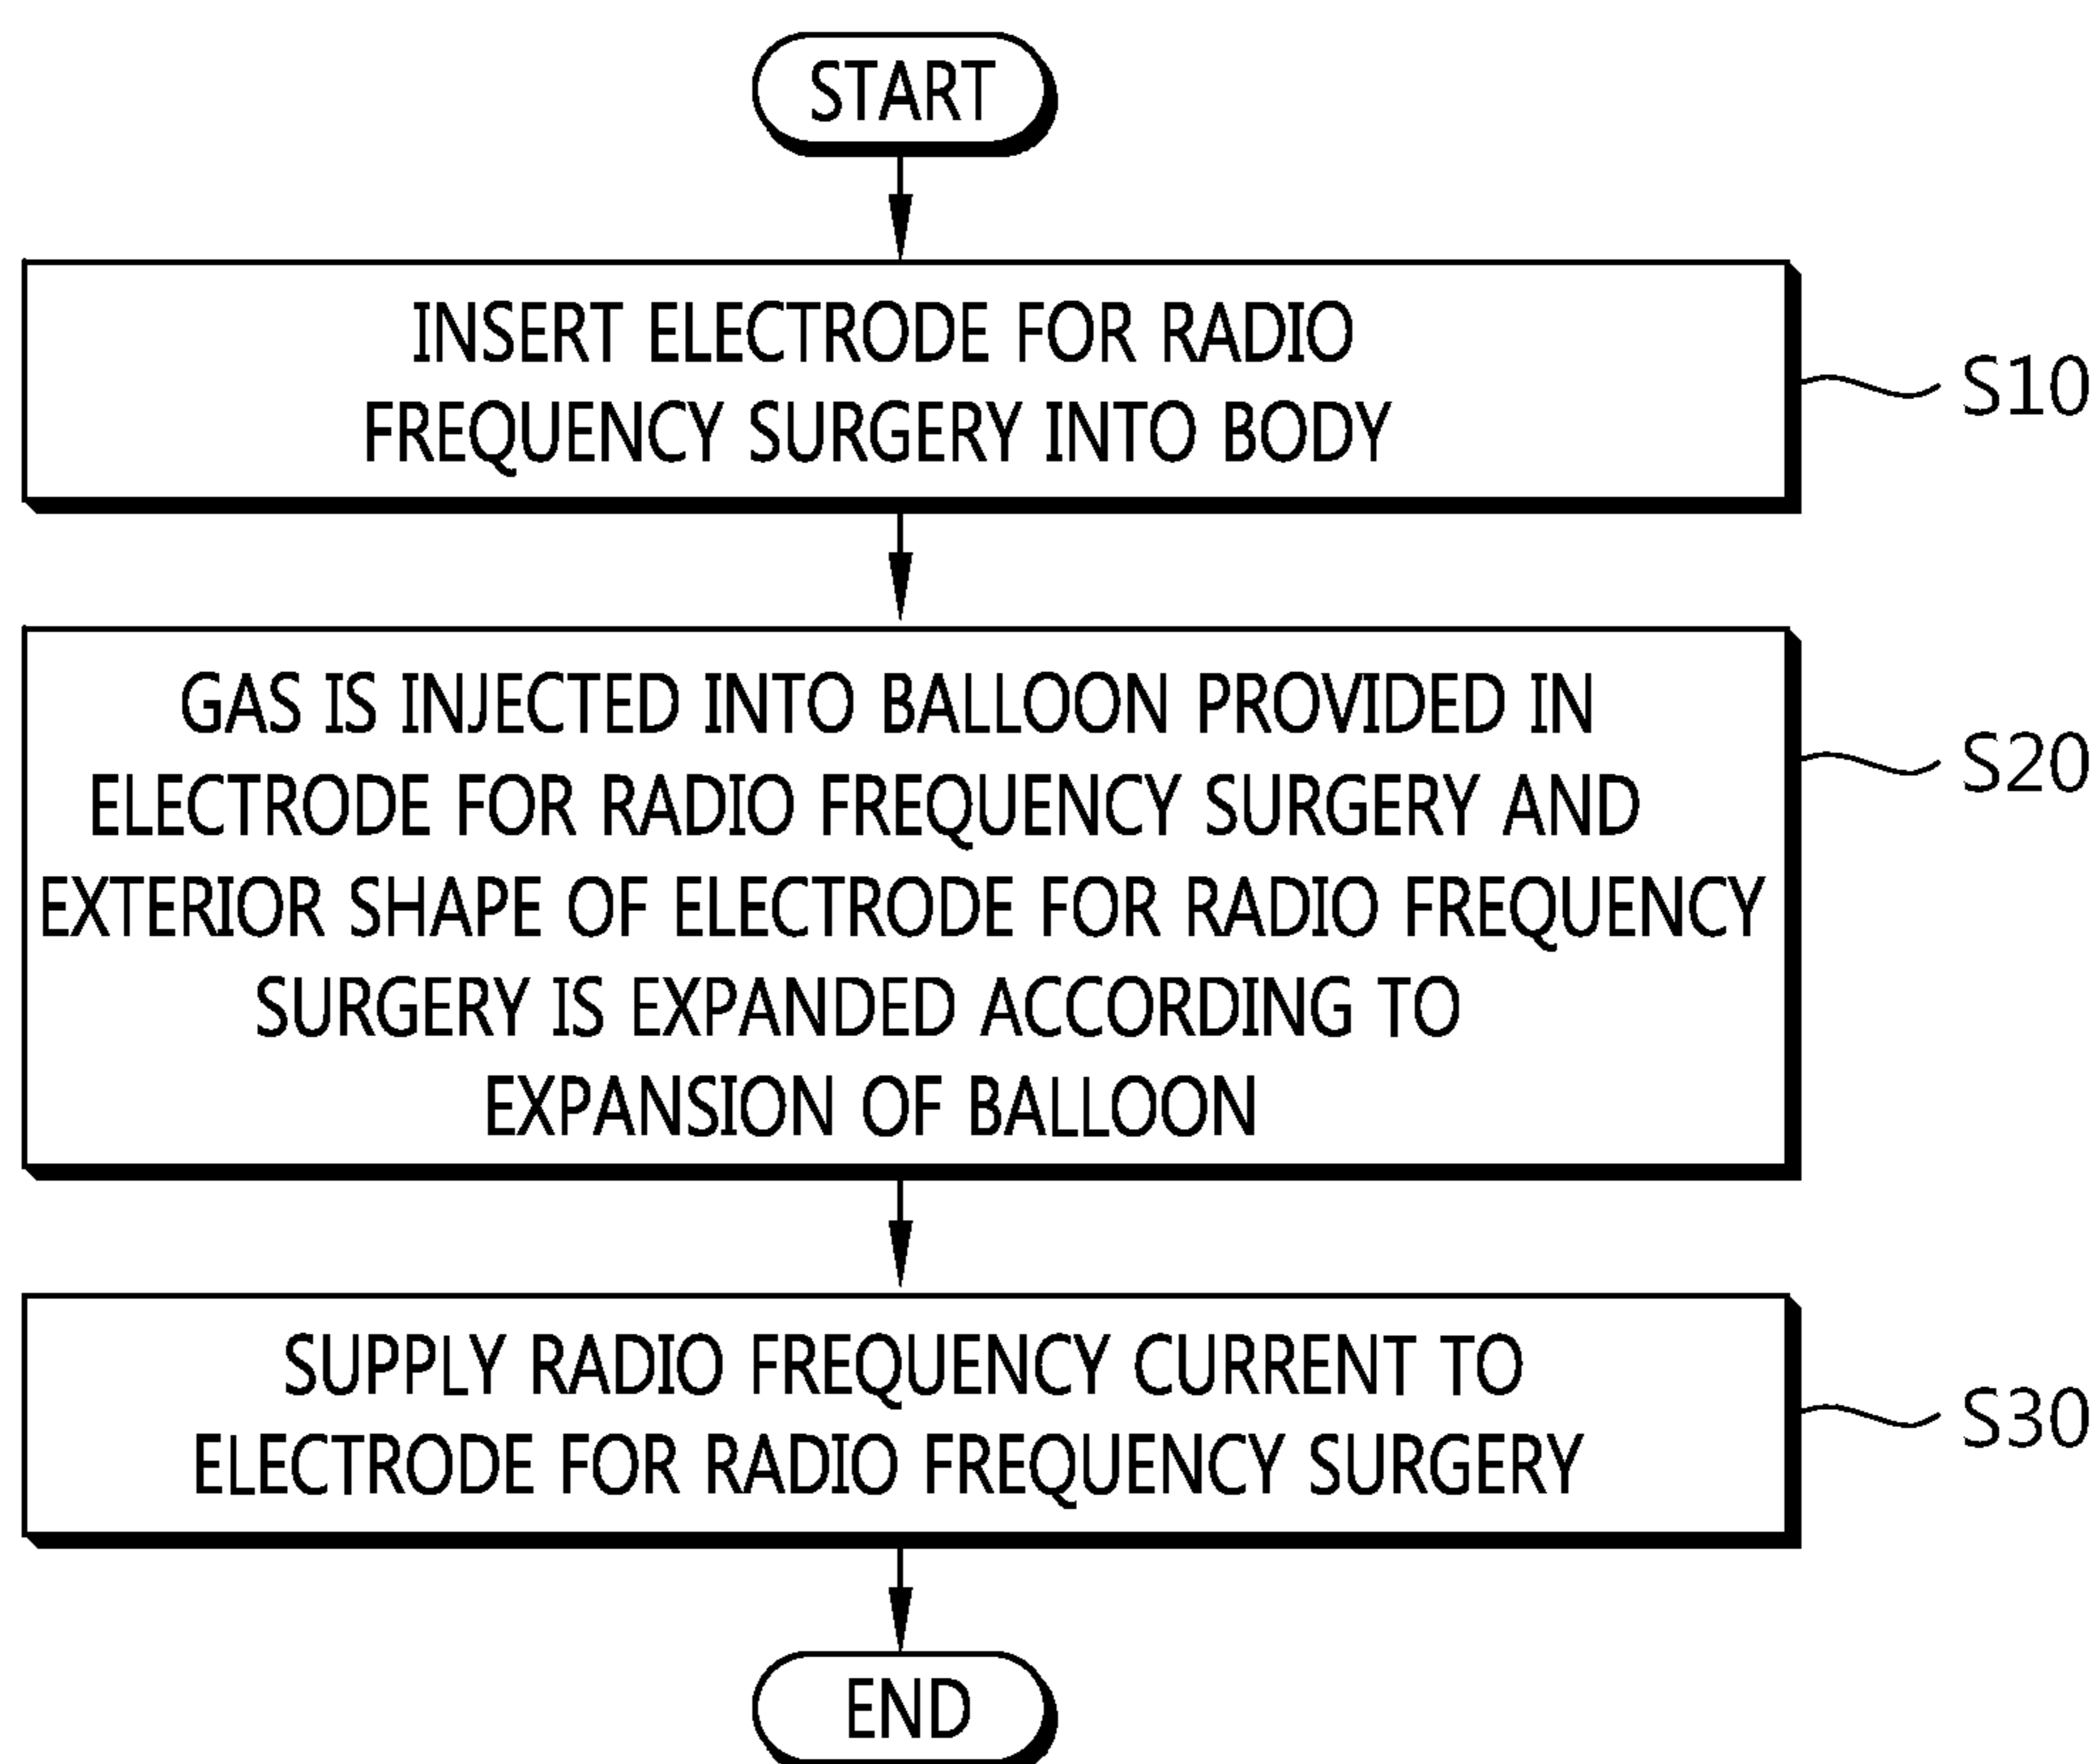 START
INSERT ELECTRODE FOR RADIO
FREQUENCY SURGERY INTO BODY
S10
GAS IS INJECTED INTO BALLOON PROVIDED IN
ELECTRODE FOR RADIO FREQUENCY SURGERY AND
EXTERIOR SHAPE OF ELECTRODE FOR RADIO FREQUENCY
SURGERY IS EXPANDED ACCORDING TO
EXPANSION OF BALLOON
S20
SUPPLY RADIO FREQUENCY CURRENT TO
ELECTRODE FOR RADIO FREQUENCY SURGERY
S30
END